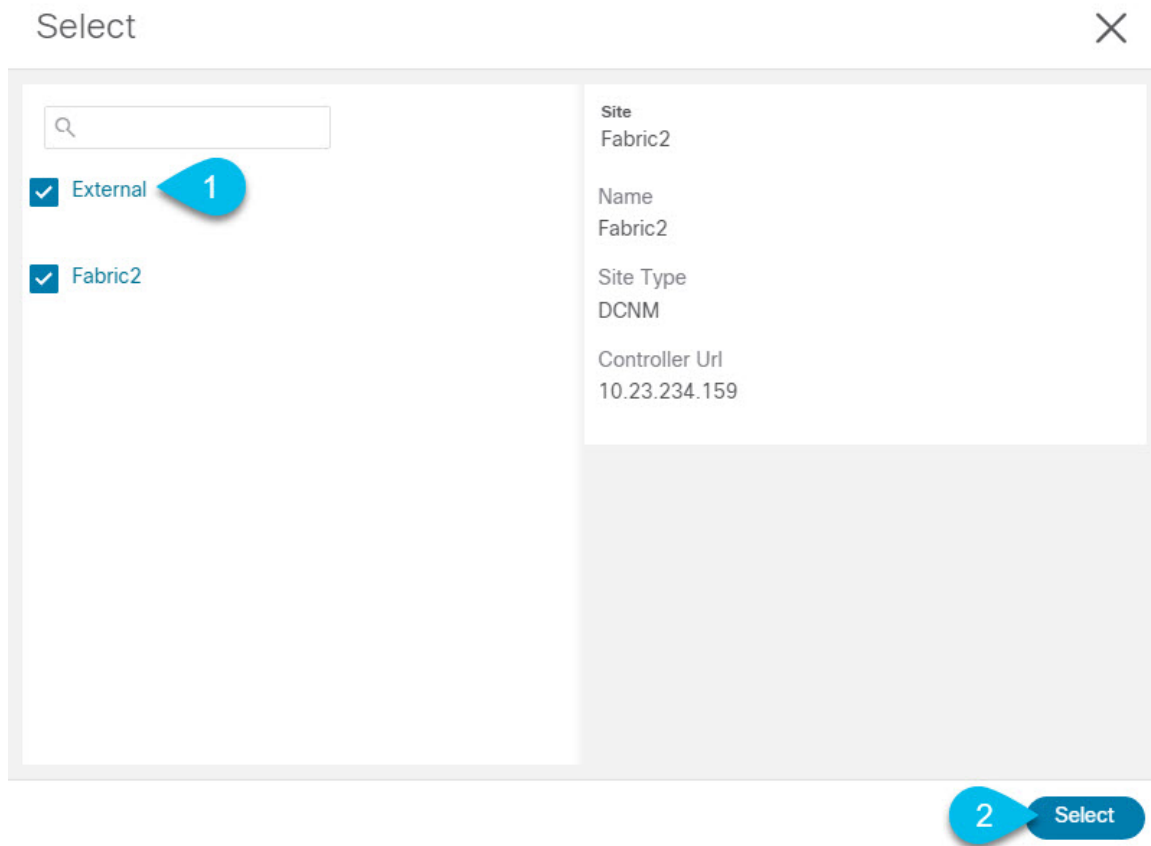 Select
External
1
Fabric2
Site
Fabric2
Name
Fabric2
Site Type
DCNM
Controller Url
10.23.234.159
2
Select